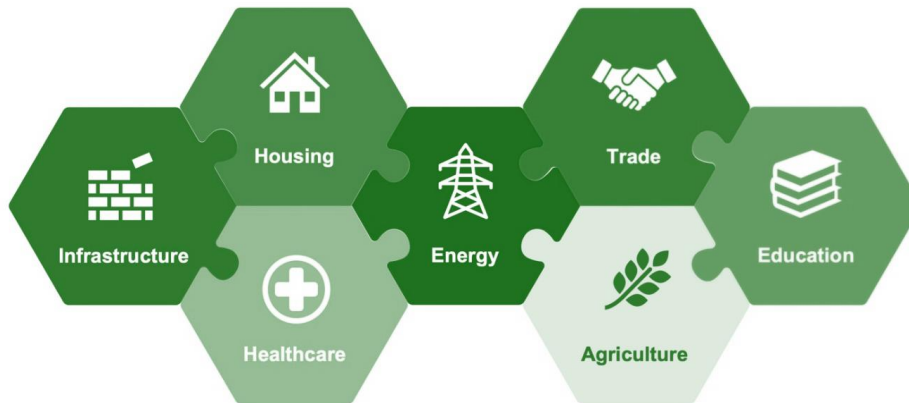 Housing
Trade
Infrastructure
Energy
Education
Healthcare
Agriculture